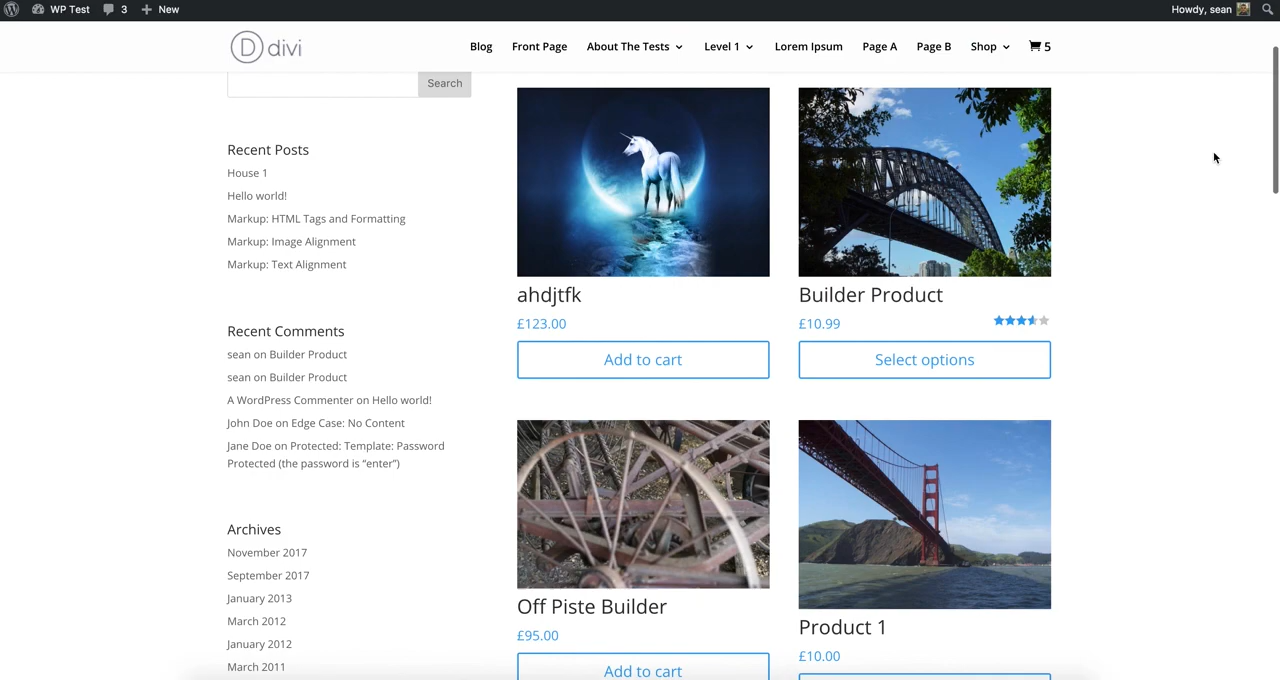 WP Test 3 New Howdy, sean
D divi Blog Front Page About The Tests Level 1 Lorem Ipsum Page A Page B Shop 5
Search
Recent Posts
House 1
Hello world!
Markup: HTML Tags and Formatting
Markup: Image Alignment
Markup: Text Alignment
Recent Comments
sean on Builder Product
sean on Builder Product
A WordPress Commenter on Hello world!
John Doe on Edge Case: No Content
Jane Doe on Protected: Template: Password
Protected (the password is “enter”)
Archives
November 2017
September 2017
January 2013
March 2012
January 2012
March 2011
ahdjtfk
£123.00
Add to cart
Builder Product
£10.99
Select options
Off Piste Builder
£95.00
Add to cart
Product 1
£10.00